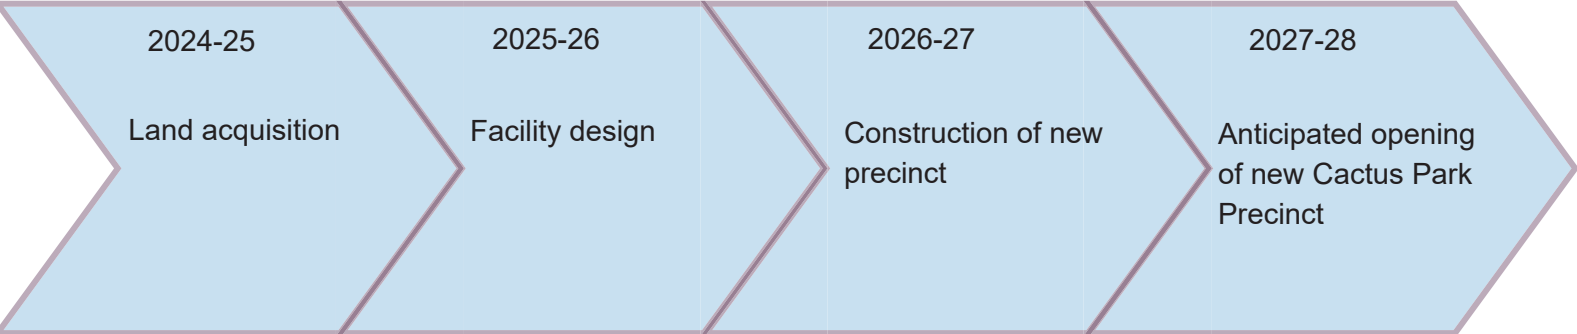 2024-25
Land acquisition
2025-26
Facility design
2026-27
Construction of new
precinct
2027-28
Anticipated opening
of new Cactus Park
Precinct